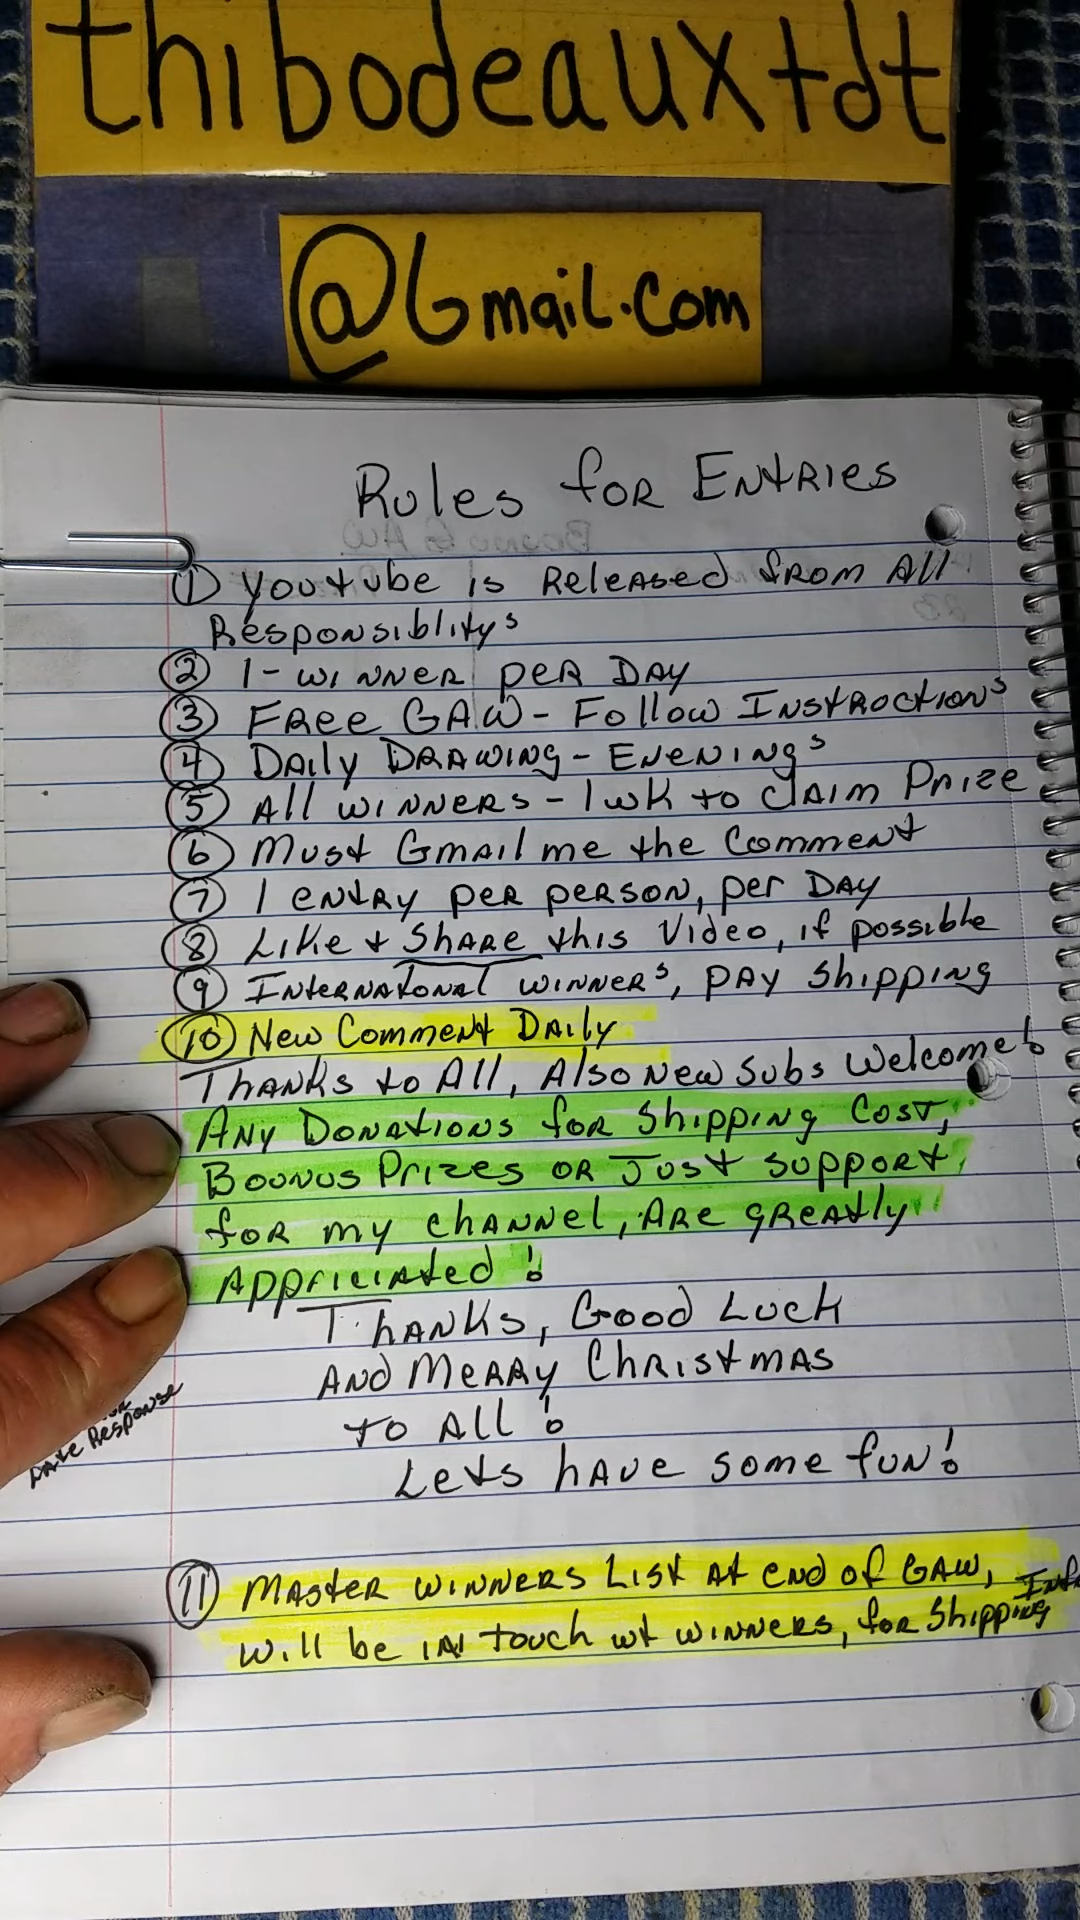 thibodeauxtdt
@Gmail.com
Rules for Entries
① Youtube is Released from All
Responsiblitys
② 1-winner per Day
③ Free GAW - Follow Instructions
④ Daily Drawing - Evenings
⑤ All winners - 1 wk to claim Prize
⑥ Must Gmail me the Comment
⑦ 1 entry per person, per Day
⑧ Like + Share this Video, if possible
⑨ International winners, pay shipping
⑩ New Comment Daily
Thanks to All, Also New Subs Welcome!
Any Donations for Shipping Cost,
Boonus Prizes or Just support
for my channel, Are greatly
Appriciated!
Thanks, Good Luck
And Merry Christmas
To All!
Lets have some fun!
Date Response
⑪ Master winners List At end of GAW,
Will be in touch wt winners, for Shipping